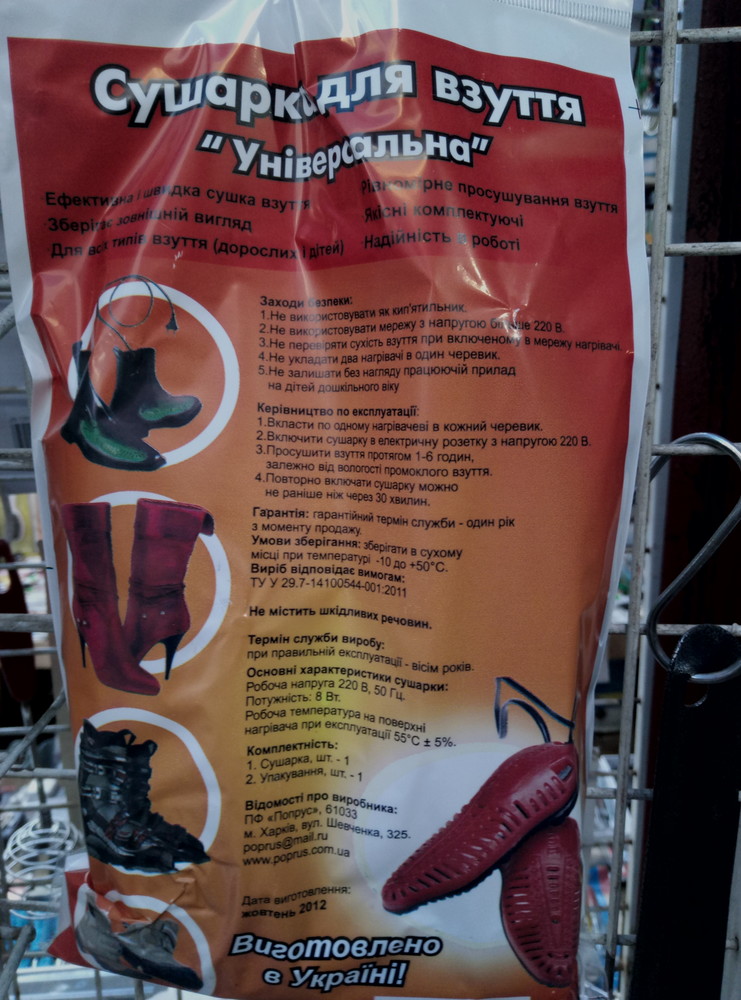 Сушарка для взуття
"Універсальна"
Ефективна і швидка сушка взуття
Зберігає зовнішній вигляд
Для всіх типів взуття (дорослих і дітей)
Рівномірне просушування взуття
Якісні комплектуючі
Надійність в роботі
Заходи безпеки:
1.Не використовувати як кип'ятильник.
2.Не використовувати мережу з напругою більше 220 В.
3.Не перевіряти сухість взуття при включеному в мережу нагрівачі.
4.Не укладати два нагрівачі в один черевик.
5.Не залишати без нагляду працюючій прилад
на дітей дошкільного віку
Керівництво по експлуатації:
1.Вкласти по одному нагрівачеві в кожний черевик.
2.Включити сушарку в електричну розетку з напругою 220 В.
3.Просушити взуття протягом 1-6 годин,
залежно від вологості промоклого взуття.
4.Повторно включати сушарку можно
не раніше ніж через 30 хвилин.
Гарантія: гарантійний термін служби - один рік
з моменту продажу.
Умови зберігання: зберігати в сухому
місці при температурі -10 до +50°С.
Виріб відповідає вимогам:
ТУ У 29.7-14100544-001:2011
Не містить шкідливих речовин.
Термін служби виробу:
при правильній експлуатації - вісім років.
Основні характеристики сушарки:
Робоча напруга 220 В, 50 Гц.
Потужність: 8 Вт.
Робоча температура на поверхні
нагрівача при експлуатації 55°С ± 5%.
Комплектність:
1. Сушарка, шт. - 1
2. Упакування, шт. - 1
Відомості про виробника:
ПФ «Попрус», 61033
м. Харків, вул. Шевченка, 325.
poprus@mail.ru
www.poprus.com.ua
Дата виготовлення:
жовтень 2012
Виготовлено
в Україні!